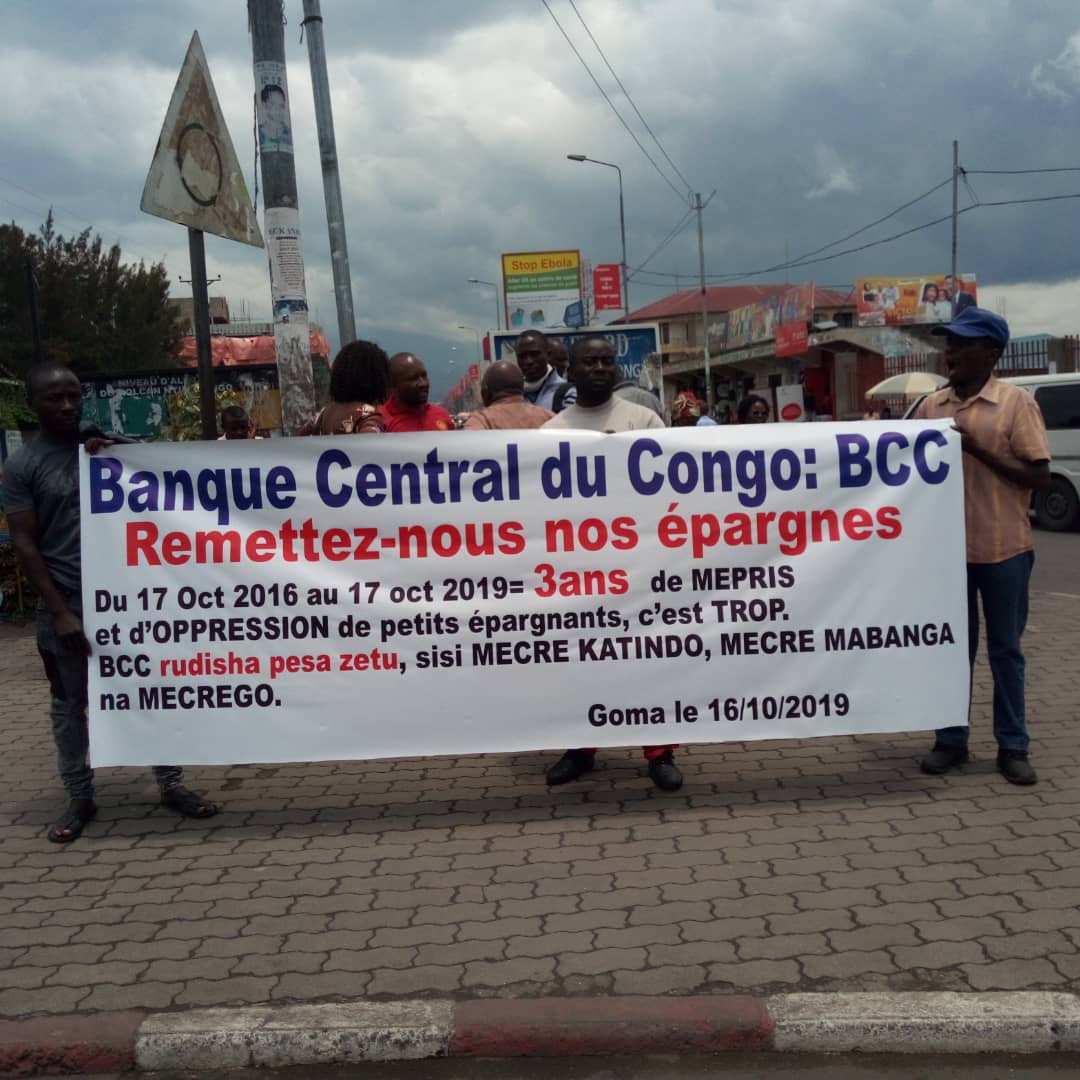 Stop Ebola
NIVEAU D'AL
Banque Central du Congo: BCC
Remettez-nous nos épargnes
Du 17 Oct 2016 au 17 oct 2019= 3ans de MEPRIS
et d'OPPRESSION de petits épargnants, c'est TROP.
BCC rudisha pesa zetu, sisi MECRE KATINDO, MECRE MABANGA
na MECREGO.
Goma le 16/10/2019